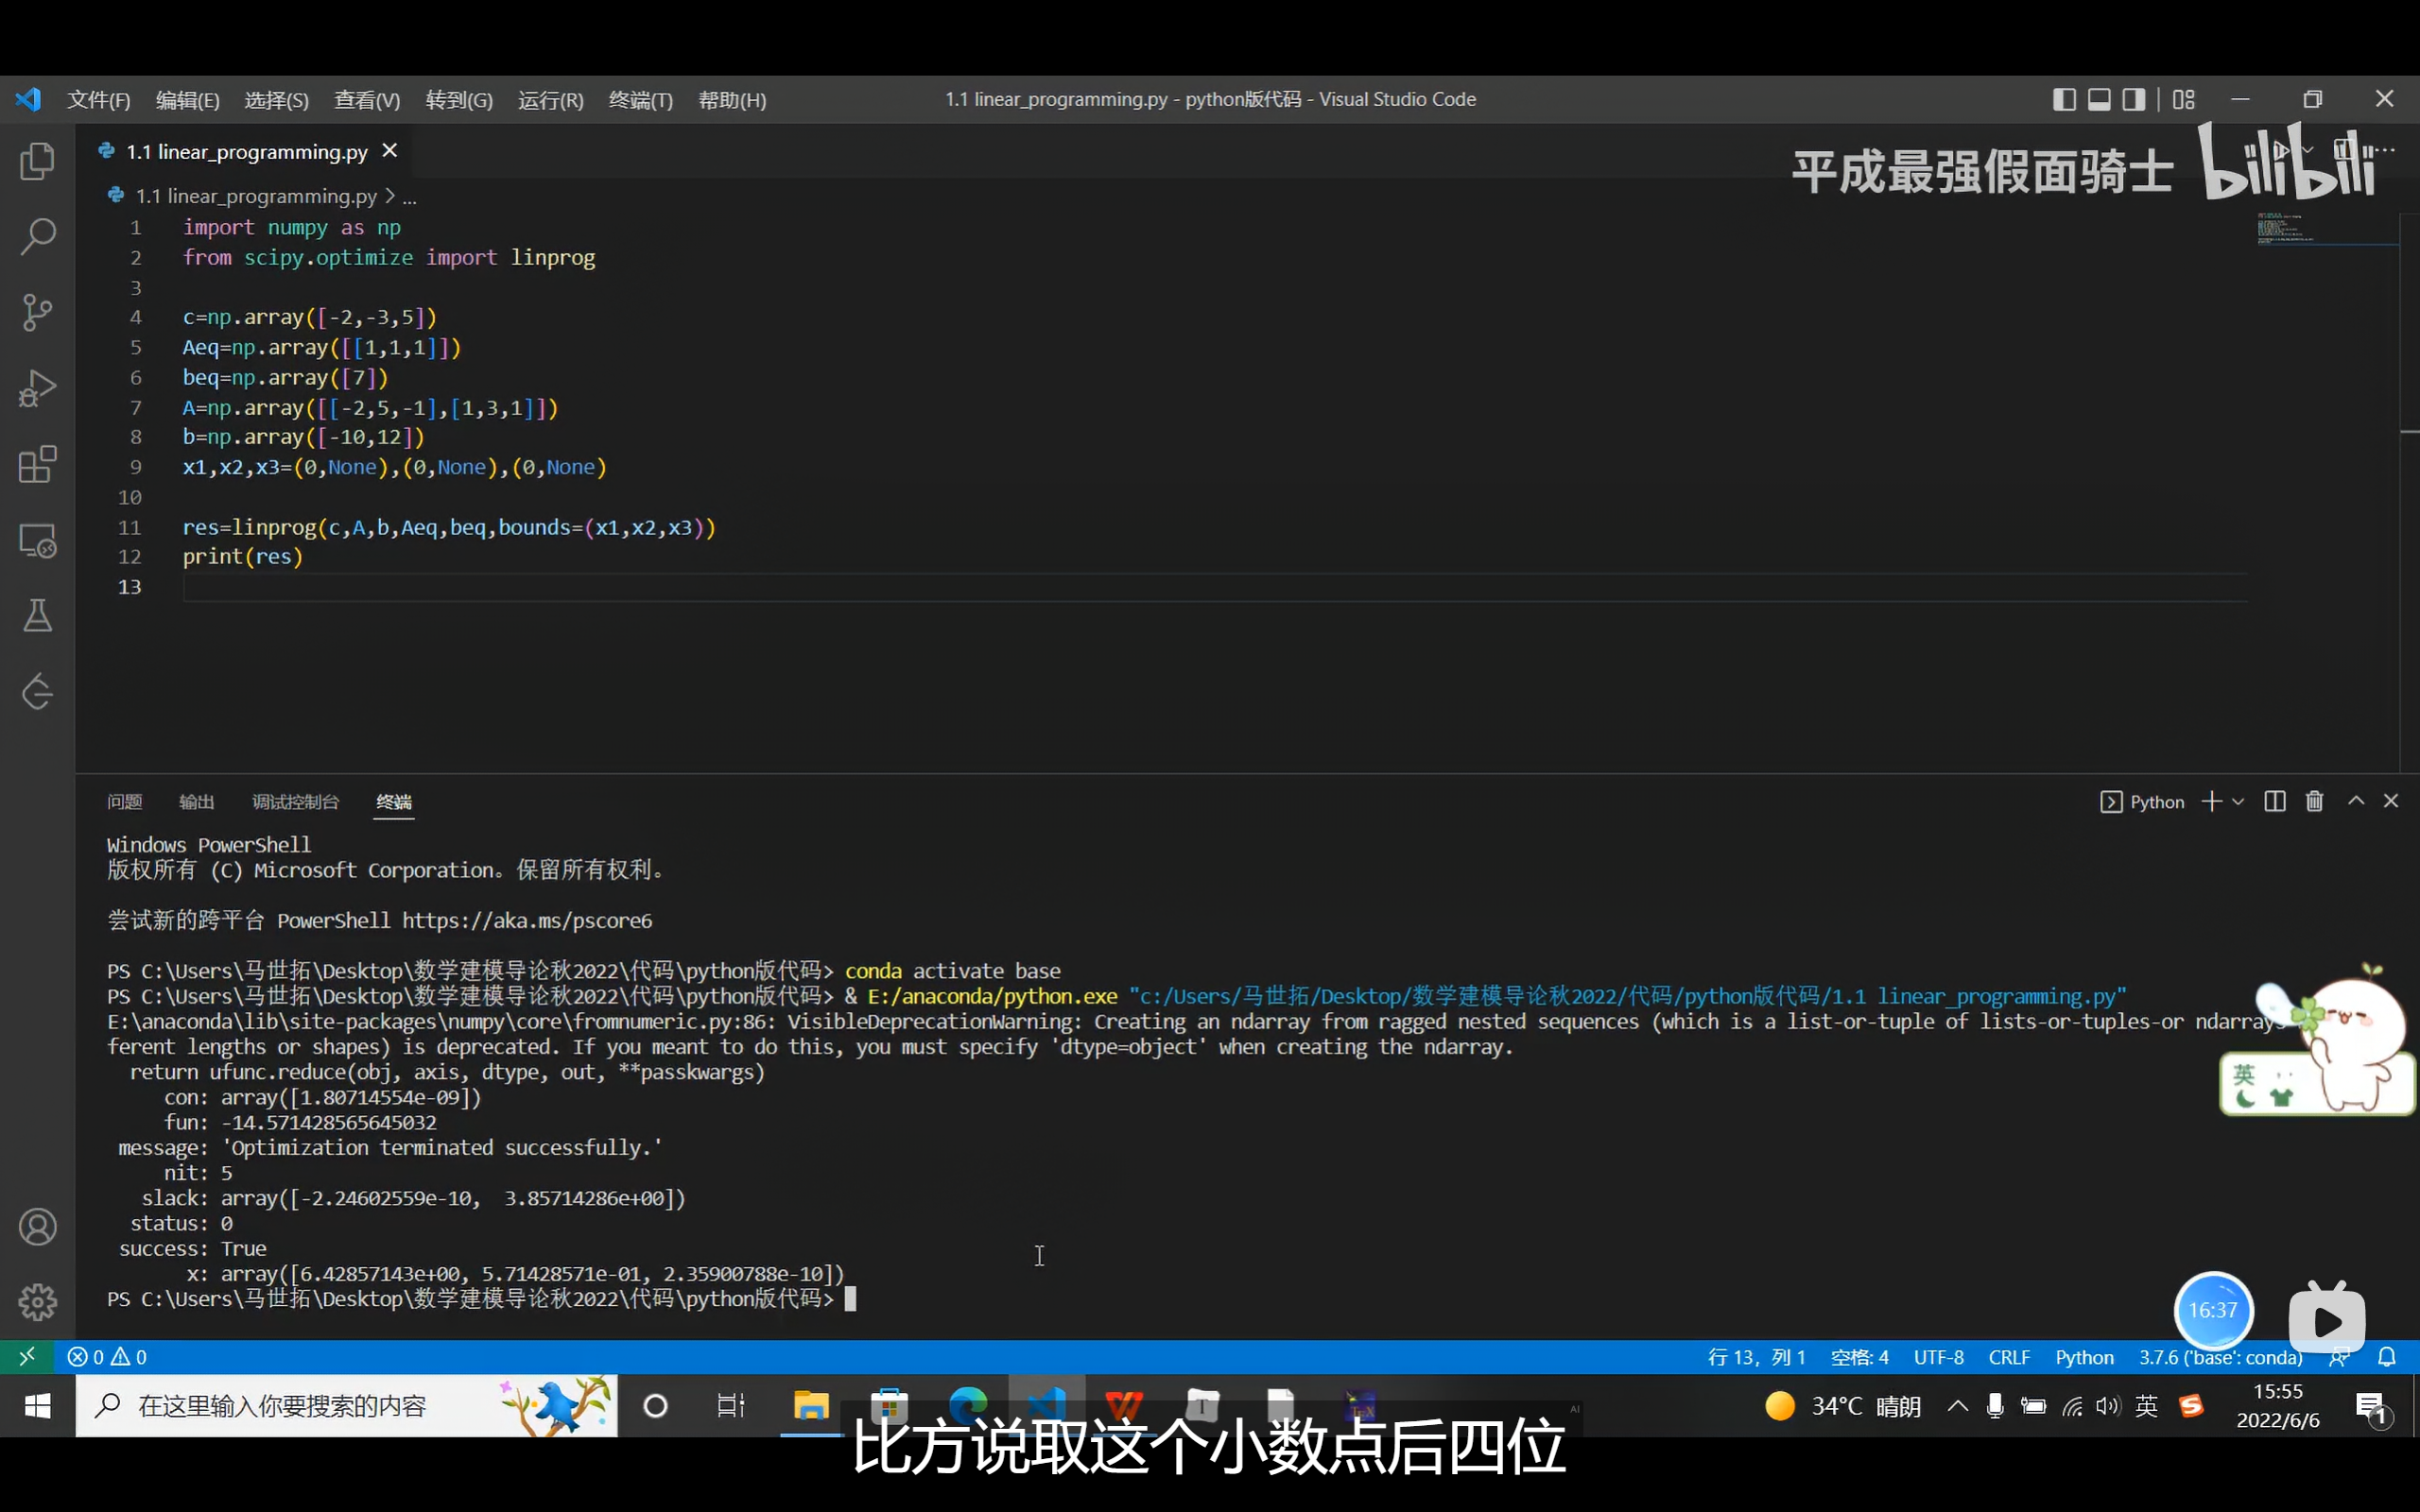 文件(F) 编辑(E) 选择(S) 查看(V) 转到(G) 运行(R) 终端(T) 帮助(H) 1.1 linear_programming.py - python版代码 - Visual Studio Code
1.1 linear_programming.py
平成最强假面骑士 bilibili
1.1 linear_programming.py > ...
1 import numpy as np
2 from scipy.optimize import linprog
3
4 c=np.array([-2,-3,5])
5 Aeq=np.array([[1,1,1]])
6 beq=np.array([7])
7 A=np.array([[-2,5,-1],[1,3,1]])
8 b=np.array([-10,12])
9 x1,x2,x3=(0,None),(0,None),(0,None)
10
11 res=linprog(c,A,b,Aeq,beq,bounds=(x1,x2,x3))
12 print(res)
13
问题 输出 调试控制台 终端 Python
Windows PowerShell
版权所有 (C) Microsoft Corporation。保留所有权利。
尝试新的跨平台 PowerShell https://aka.ms/pscore6
PS C:\Users\马世拓\Desktop\数学建模导论秋2022\代码\python版代码> conda activate base
PS C:\Users\马世拓\Desktop\数学建模导论秋2022\代码\python版代码> & E:/anaconda/python.exe "c:/Users/马世拓/Desktop/数学建模导论秋2022/代码/python版代码/1.1 linear_programming.py"
E:\anaconda\lib\site-packages\numpy\core\fromnumeric.py:86: VisibleDeprecationWarning: Creating an ndarray from ragged nested sequences (which is a list-or-tuple of lists-or-tuples-or ndarray
ferent lengths or shapes) is deprecated. If you meant to do this, you must specify 'dtype=object' when creating the ndarray.
return ufunc.reduce(obj, axis, dtype, out, **passkwargs)
con: array([1.80714554e-09])
fun: -14.571428565645032
message: 'Optimization terminated successfully.'
nit: 5
slack: array([-2.24602559e-10, 3.85714286e+00])
status: 0
success: True
x: array([6.42857143e+00, 5.71428571e-01, 2.35900788e-10])
PS C:\Users\马世拓\Desktop\数学建模导论秋2022\代码\python版代码>
英
16:37
0 0 行 13，列 1 空格: 4 UTF-8 CRLF Python 3.7.6 ('base': conda)
在这里输入你要搜索的内容 34°C 晴朗 英 15:55
2022/6/6 1
比方说取这个小数点后四位